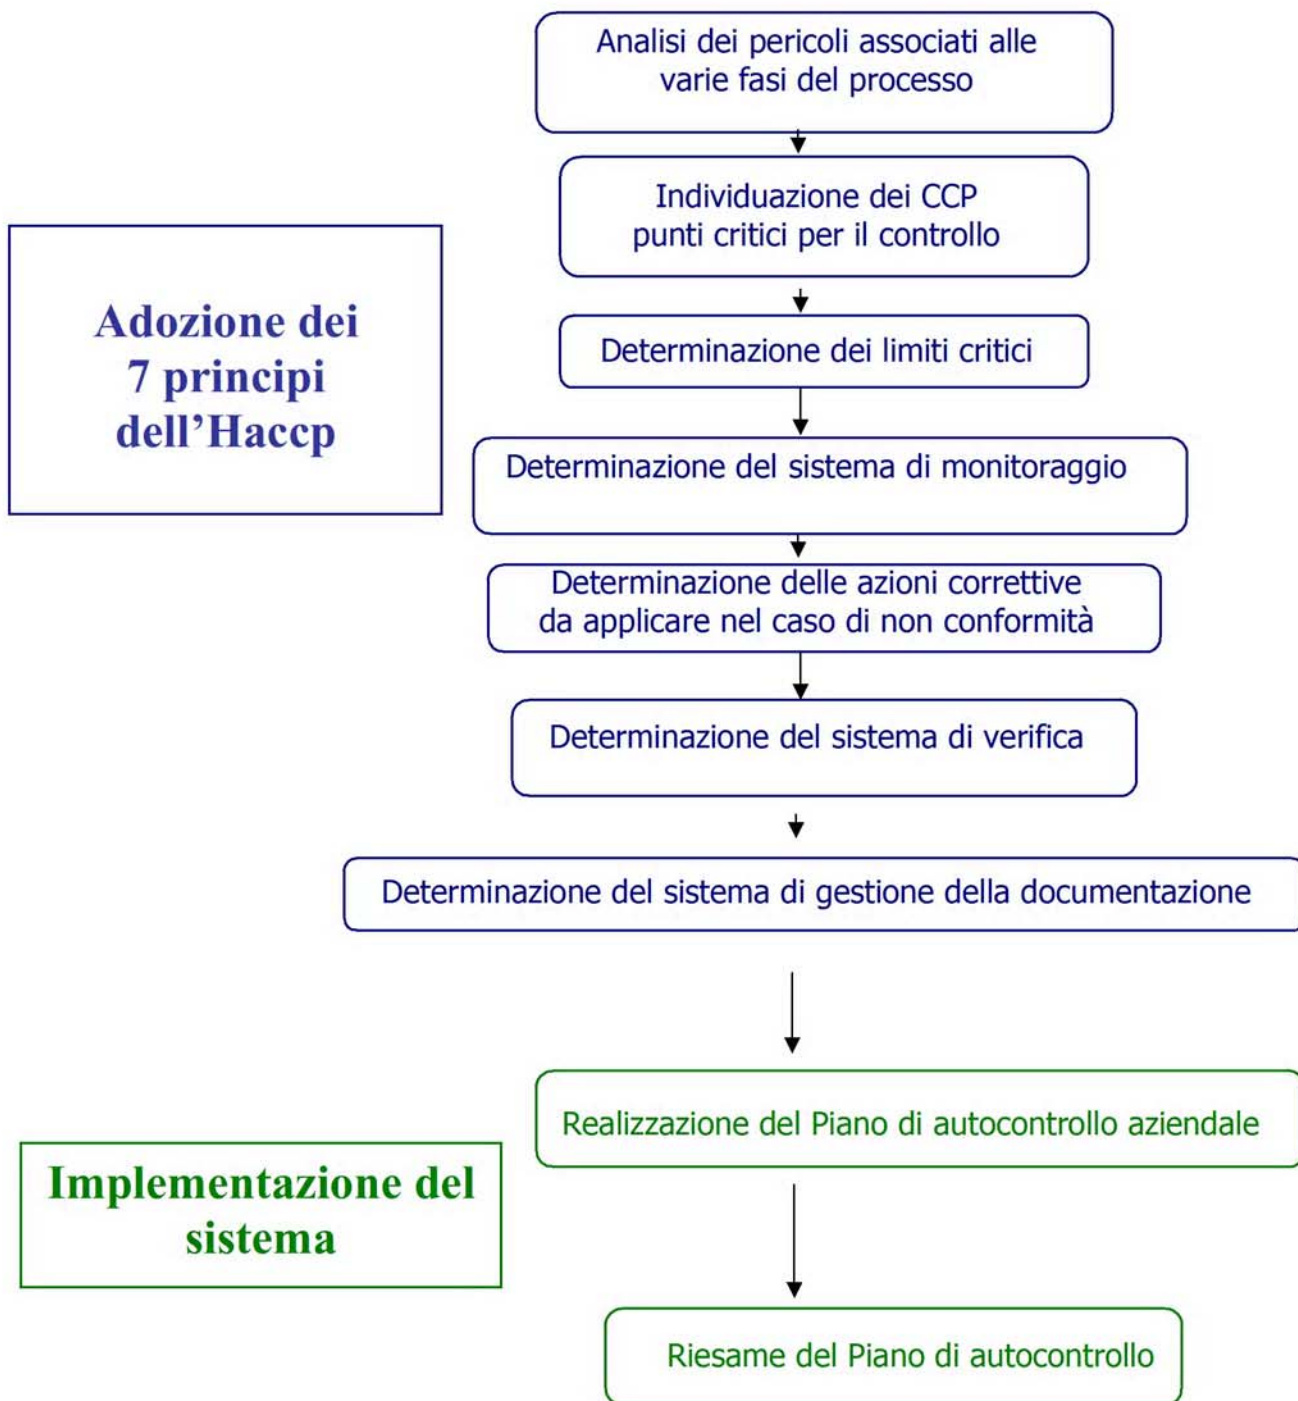 Analisi dei pericoli associati alle
varie fasi del processo
Individuazione dei CCP
punti critici per il controllo
Adozione dei
7 principi
dell'Haccp
Determinazione dei limiti critici
Determinazione del sistema di monitoraggio
Determinazione delle azioni correttive
da applicare nel caso di non conformità
Determinazione del sistema di verifica
Determinazione del sistema di gestione della documentazione
Realizzazione del Piano di autocontrollo aziendale
Implementazione del
sistema
Riesame del Piano di autocontrollo